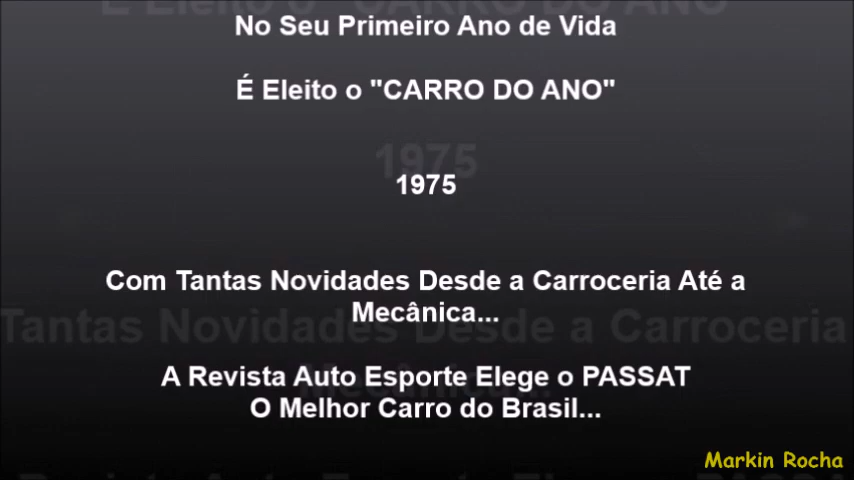 No Seu Primeiro Ano de Vida
É Eleito o "CARRO DO ANO"
1975
Com Tantas Novidades Desde a Carroceria Até a
Mecânica...
A Revista Auto Esporte Elege o PASSAT
O Melhor Carro do Brasil...
Markin Rocha